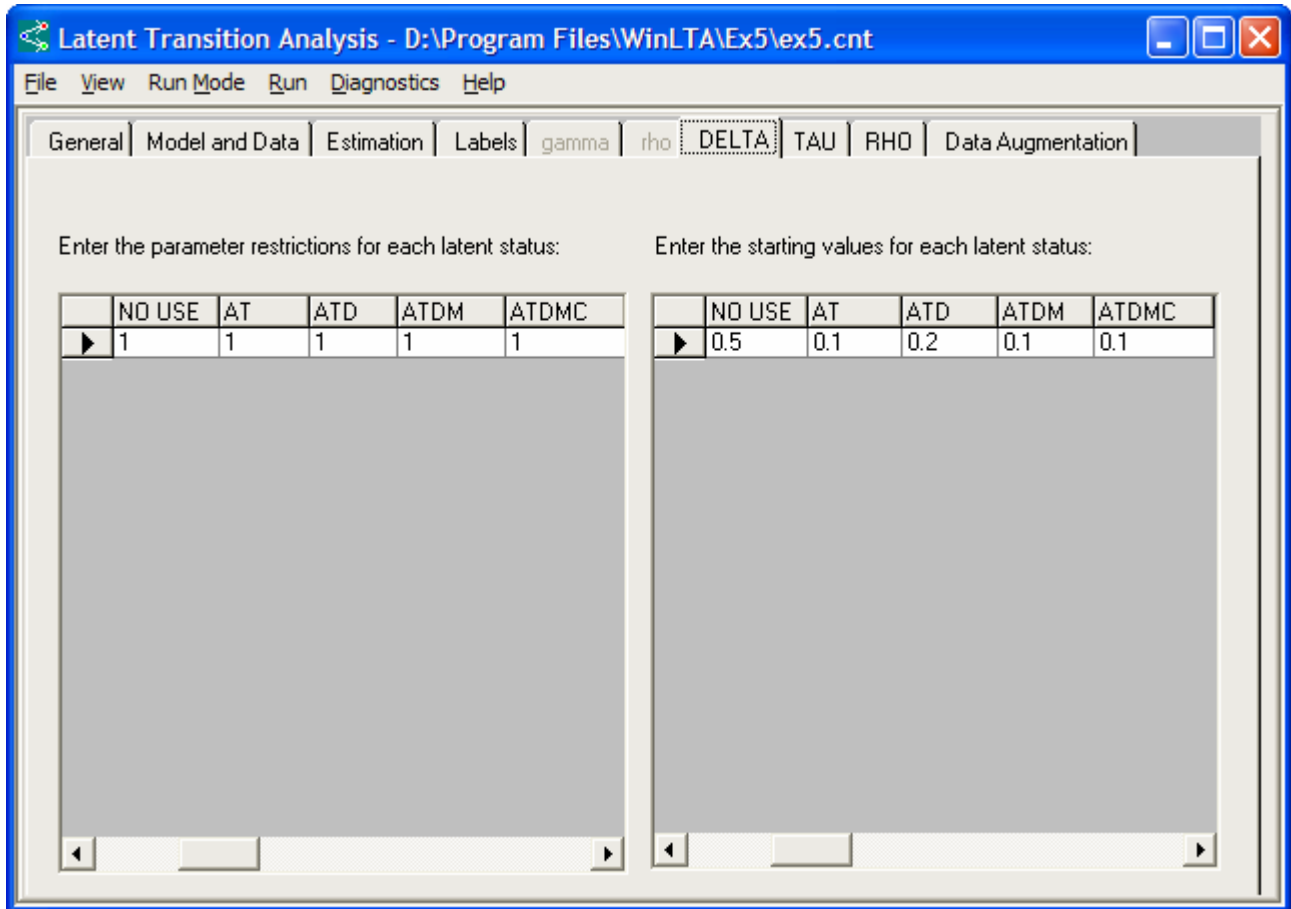 Latent Transition Analysis - D:\Program Files\WinLTA\Ex5\ex5.cnt
File View Run Mode Run Diagnostics Help
General Model and Data Estimation Labels gamma rho DELTA TAU RHO Data Augmentation
Enter the parameter restrictions for each latent status:
NO USE AT ATD ATDM ATDMC
1 1 1 1 1
Enter the starting values for each latent status:
NO USE AT ATD ATDM ATDMC
0.5 0.1 0.2 0.1 0.1